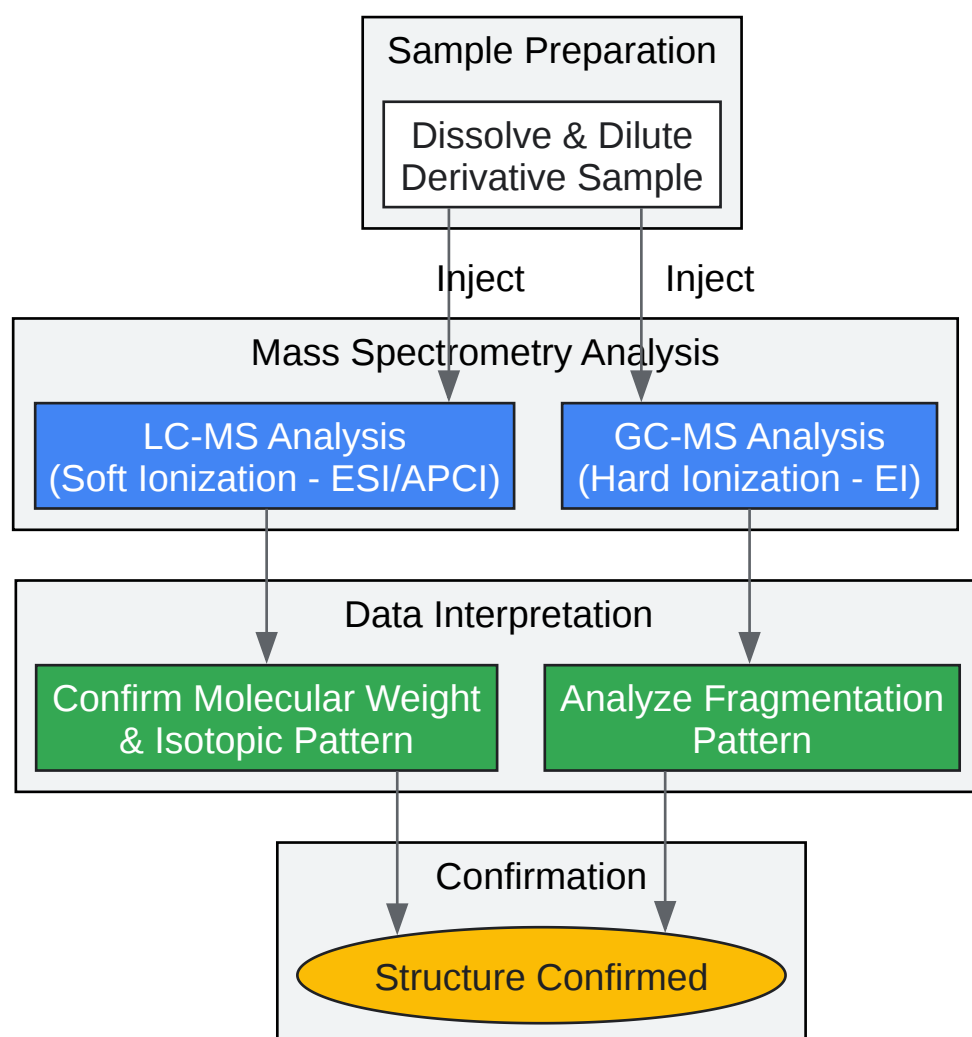 Sample Preparation
Dissolve & Dilute
Derivative Sample
Inject
Inject
Mass Spectrometry Analysis
LC-MS Analysis
(Soft Ionization - ESI/APCI)
GC-MS Analysis
(Hard Ionization - EI)
Data Interpretation
Confirm Molecular Weight
& Isotopic Pattern
Analyze Fragmentation
Pattern
Confirmation
Structure Confirmed